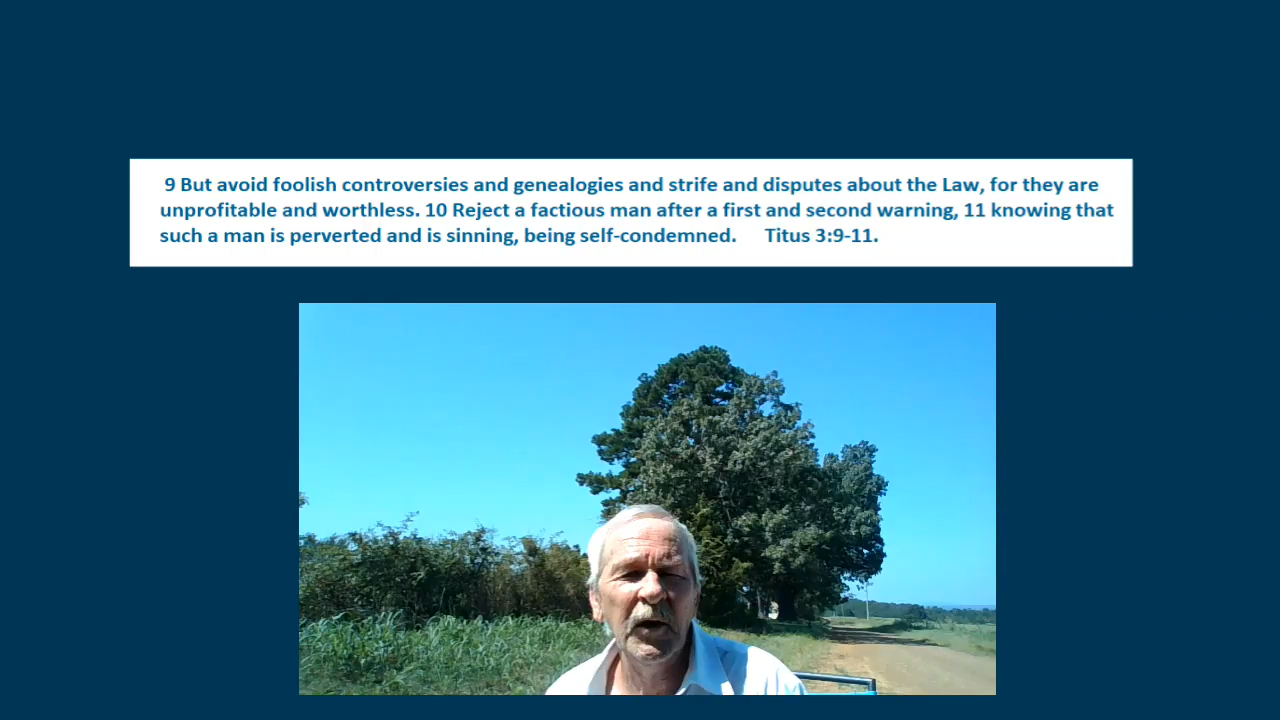 9 But avoid foolish controversies and genealogies and strife and disputes about the Law, for they are
unprofitable and worthless. 10 Reject a factious man after a first and second warning, 11 knowing that
such a man is perverted and is sinning, being self-condemned. Titus 3:9-11.